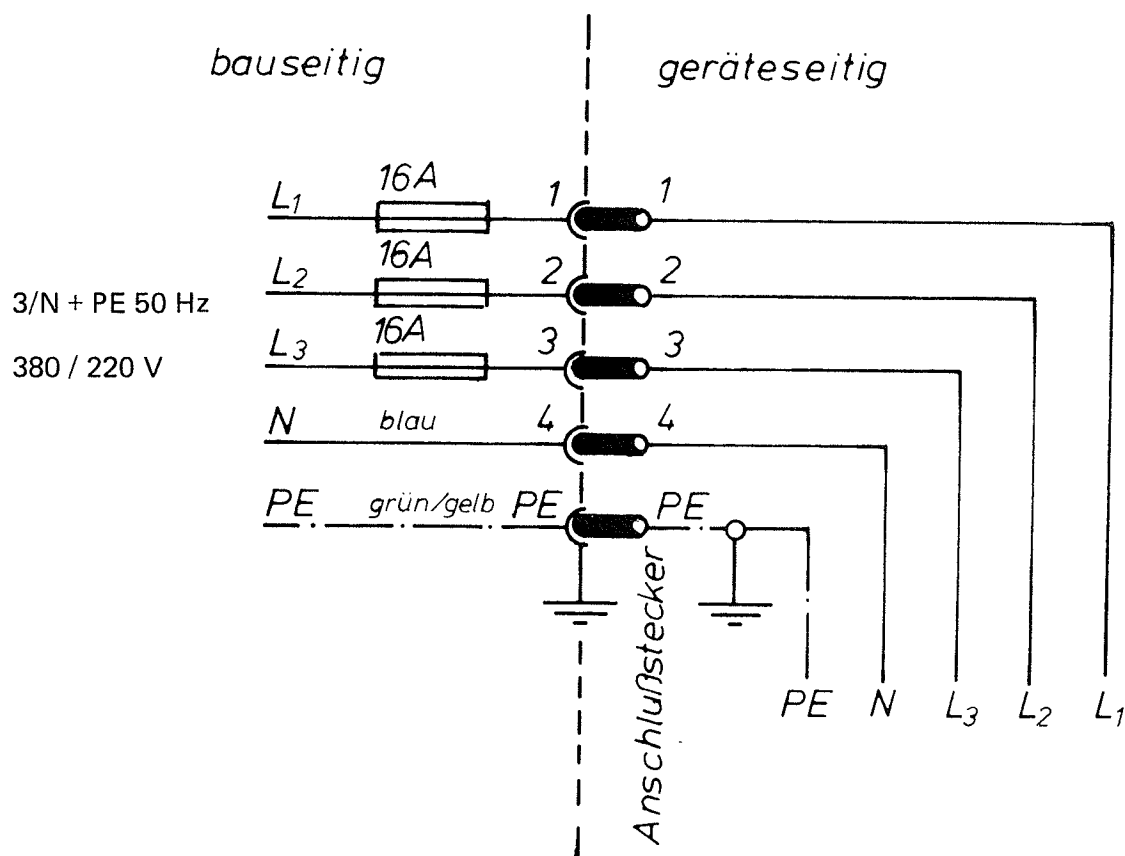 bauseitig
geräteseitig
L1 16A 1 1
L2 16A 2 2
3/N + PE 50 Hz
L3 16A 3 3
380 / 220 V
N blau 4 4
PE grün/gelb PE PE
Anschlußstecker
PE N L3 L2 L1